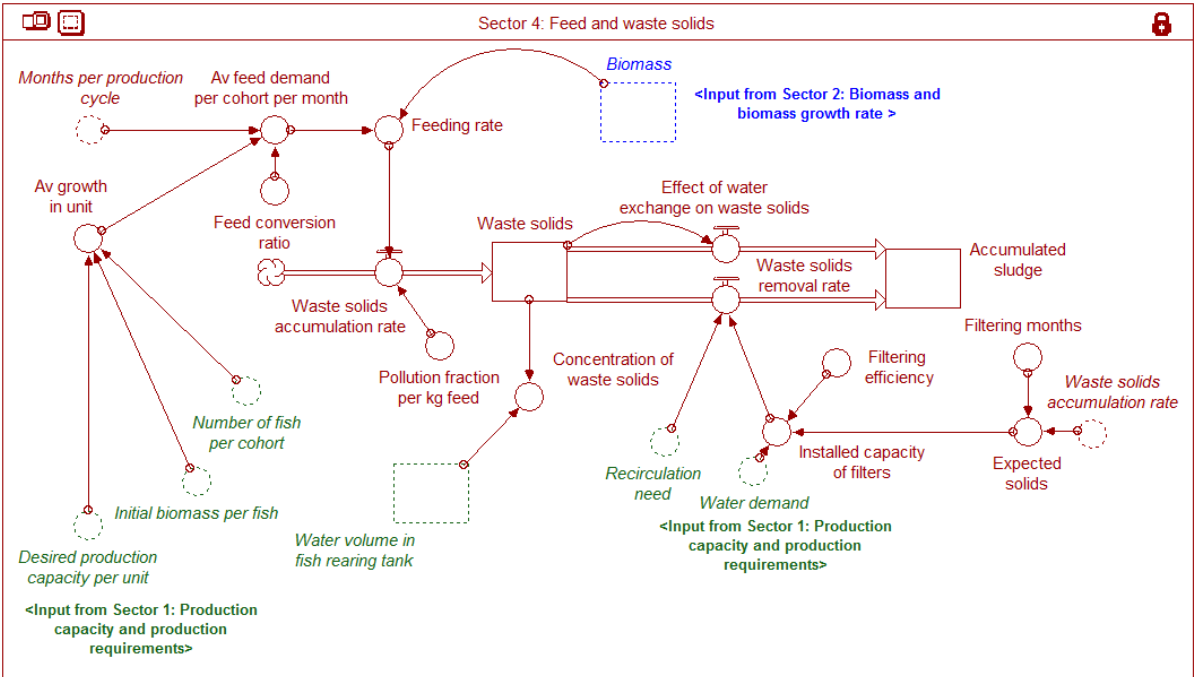 Sector 4: Feed and waste solids
Months per production
cycle
Av feed demand
per cohort per month
Feeding rate
Biomass
<Input from Sector 2: Biomass and
biomass growth rate >
Av growth
in unit
Feed conversion
ratio
Waste solids
Effect of water
exchange on waste solids
Accumulated
sludge
Waste solids
accumulation rate
Waste solids
removal rate
Pollution fraction
per kg feed
Concentration of
waste solids
Filtering
efficiency
Filtering months
Waste solids
accumulation rate
Number of fish
per cohort
Initial biomass per fish
Desired production
capacity per unit
<Input from Sector 1: Production
capacity and production
requirements>
Water volume in
fish rearing tank
Recirculation
need
Water demand
Installed capacity
of filters
Expected
solids
<Input from Sector 1: Production
capacity and production
requirements>